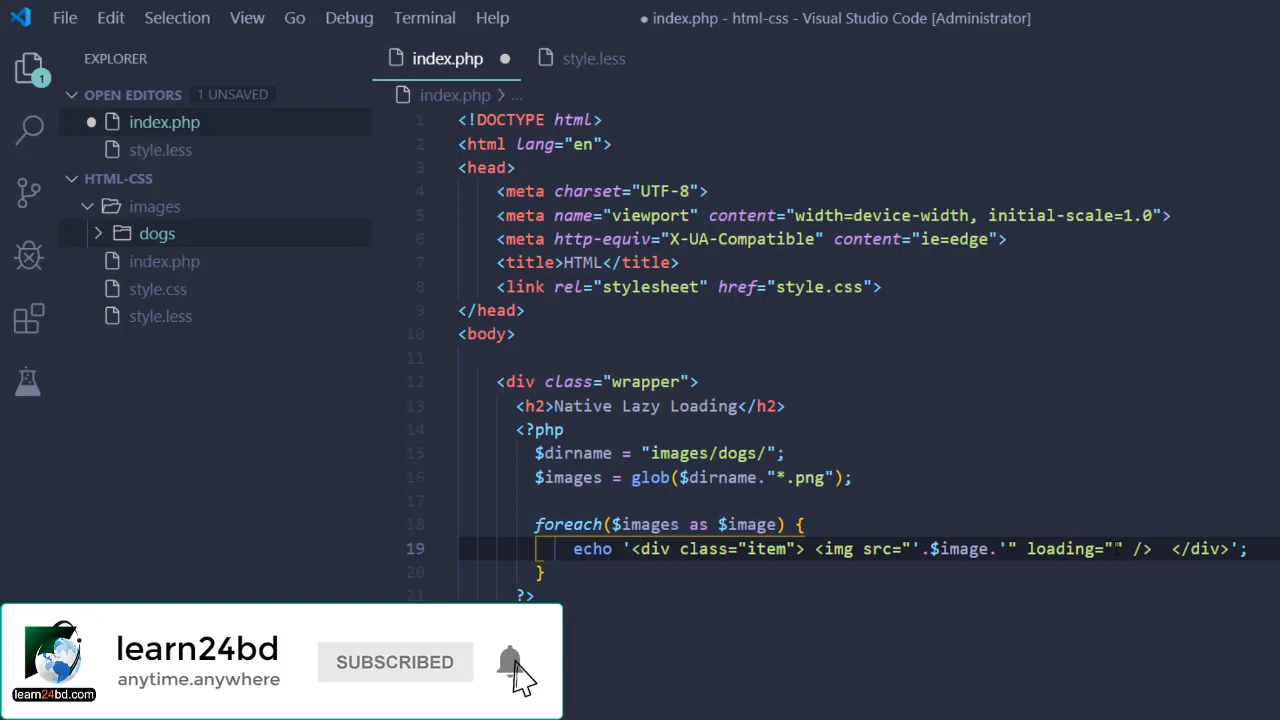 File Edit Selection View Go Debug Terminal Help ● index.php - html-css - Visual Studio Code [Administrator]
EXPLORER
OPEN EDITORS 1 UNSAVED
index.php
style.less
HTML-CSS
images
dogs
index.php
style.css
style.less
1
index.php
style.less
index.php > ...
1 <!DOCTYPE html>
2 <html lang="en">
3 <head>
4 <meta charset="UTF-8">
5 <meta name="viewport" content="width=device-width, initial-scale=1.0">
6 <meta http-equiv="X-UA-Compatible" content="ie=edge">
7 <title>HTML</title>
8 <link rel="stylesheet" href="style.css">
9 </head>
10 <body>
11
12 <div class="wrapper">
13 <h2>Native Lazy Loading</h2>
14 <?php
15 $dirname = "images/dogs/";
16 $images = glob($dirname."*.png");
17
18 foreach($images as $image) {
19 echo '<div class="item"> <img src="'.$image.'" loading="" /> </div>';
20 }
21 ?>
learn24bd
anytime.anywhere
learn24bd.com
SUBSCRIBED